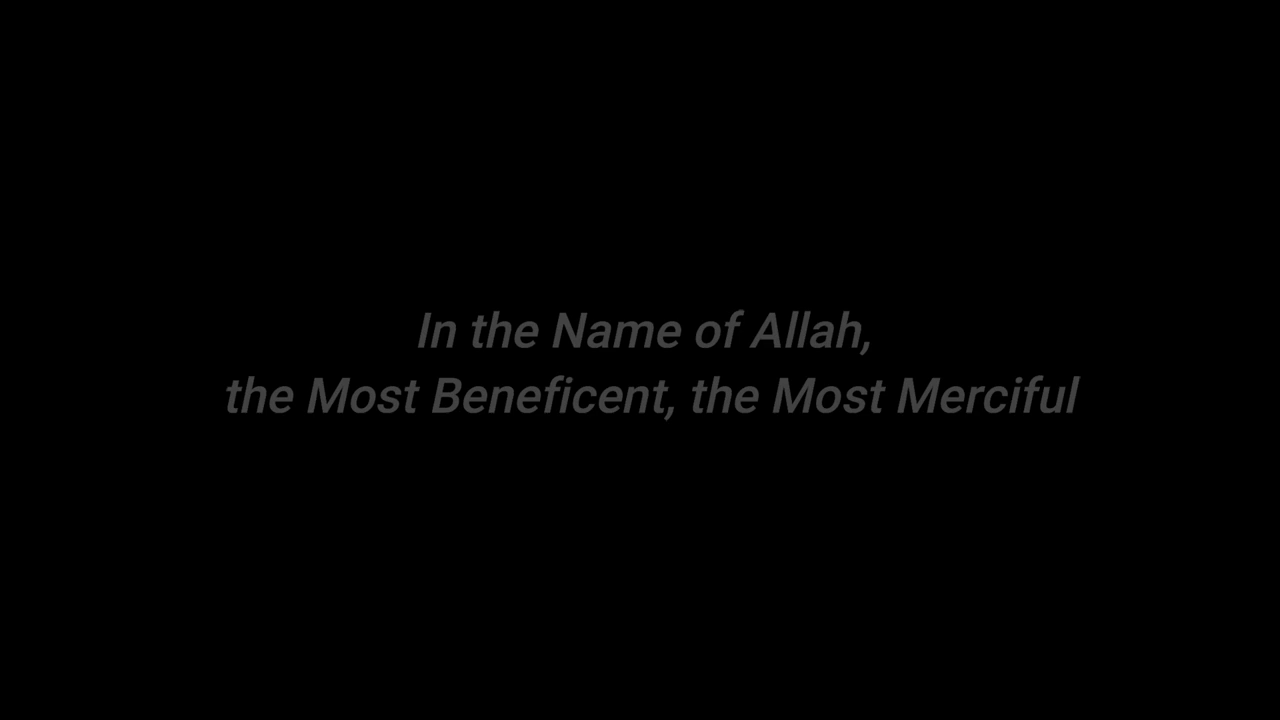 In the Name of Allah,
the Most Beneficent, the Most Merciful